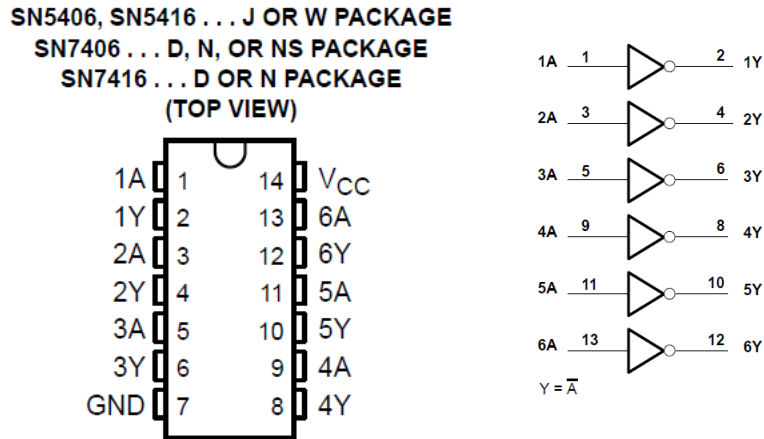 SN5406, SN5416 . . . J OR W PACKAGE
SN7406 . . . D, N, OR NS PACKAGE
SN7416 . . . D OR N PACKAGE
(TOP VIEW)
1A 1 14 VCC
1Y 2 13 6A
2A 3 12 6Y
2Y 4 11 5A
3A 5 10 5Y
3Y 6 9 4A
GND 7 8 4Y
1A 1 2 1Y
2A 3 4 2Y
3A 5 6 3Y
4A 9 8 4Y
5A 11 10 5Y
6A 13 12 6Y
Y = A̅